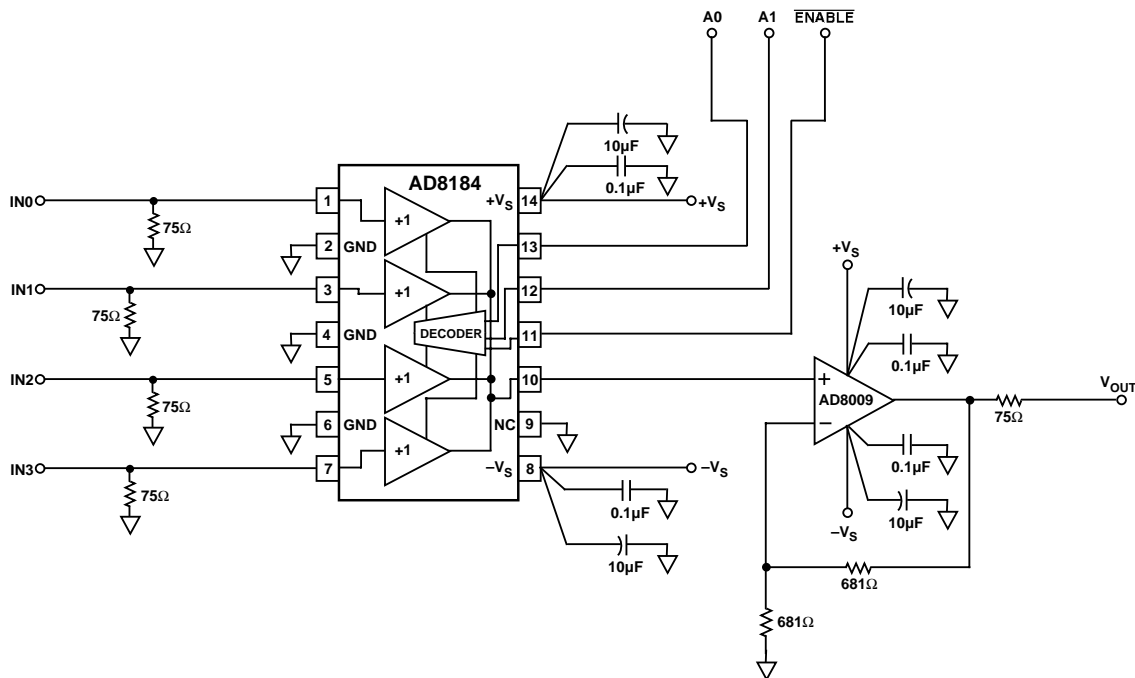 A0 A1 ENABLE
10µF
AD8184
0.1µF
+VS 14 +VS
IN0 1 +1
75Ω
2 GND 13
+VS
IN1 3 +1 12
10µF
75Ω
4 GND DECODER 11
0.1µF
IN2 5 +1 10
+
AD8009
VOUT
75Ω
75Ω
–
6 GND NC 9
+1
0.1µF
IN3 7 –VS 8 –VS
75Ω
0.1µF
10µF
–VS
10µF
681Ω
681Ω